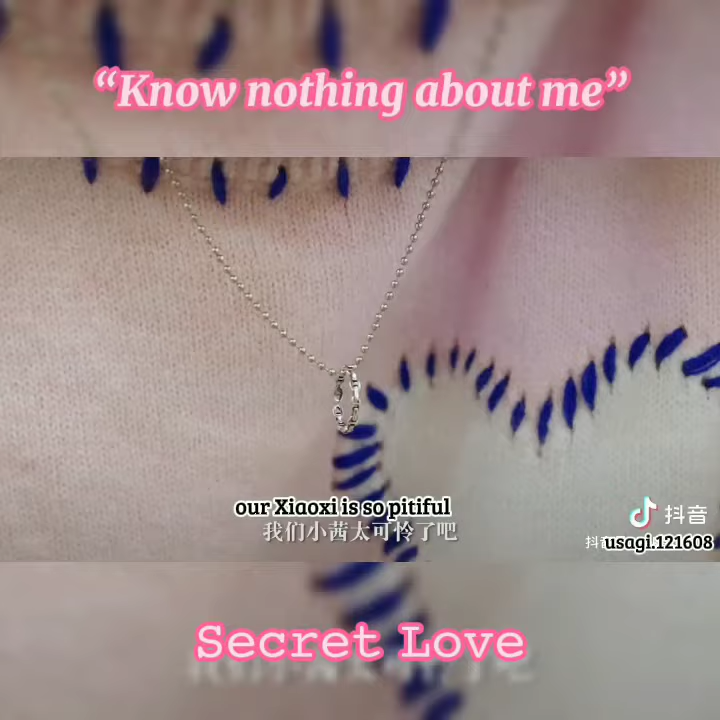 “Know nothing about me”
our Xiaoxi is so pitiful
我们小茜太可怜了吧
抖音
usagi.121608
Secret Love